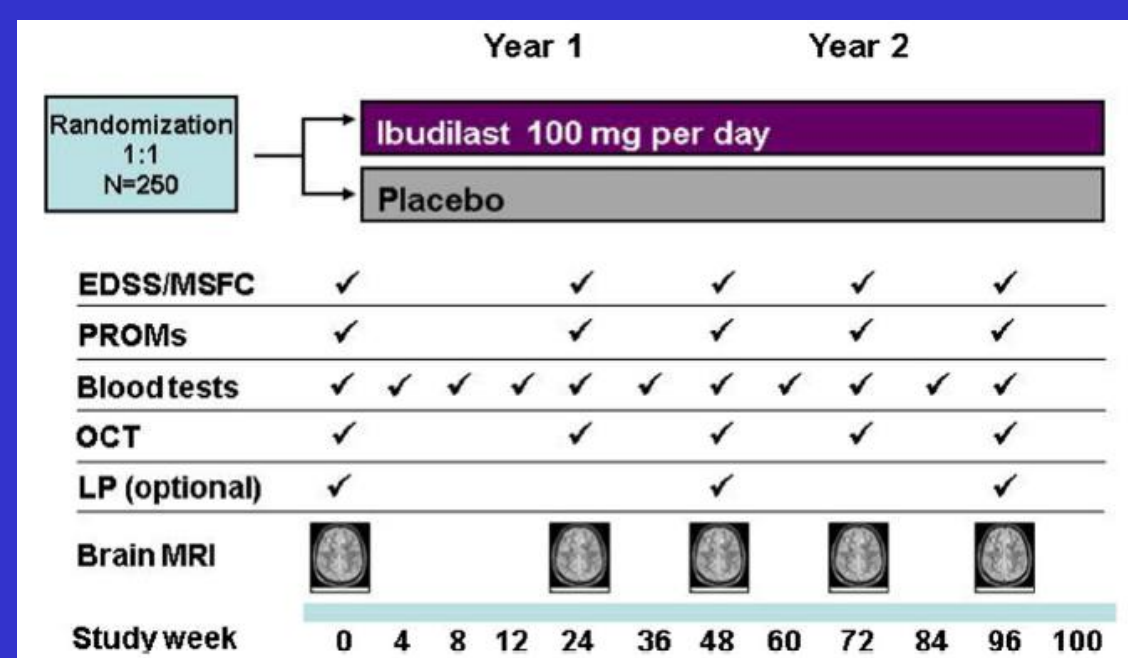 Year 1 Year 2
Randomization
1:1
N=250
Ibudilast 100 mg per day
Placebo
EDSS/MSFC ✓ ✓ ✓ ✓ ✓
PROMs ✓ ✓ ✓ ✓ ✓
Blood tests ✓ ✓ ✓ ✓ ✓ ✓ ✓ ✓ ✓ ✓ ✓
OCT ✓ ✓ ✓ ✓ ✓
LP (optional) ✓ ✓ ✓
Brain MRI
Study week 0 4 8 12 24 36 48 60 72 84 96 100